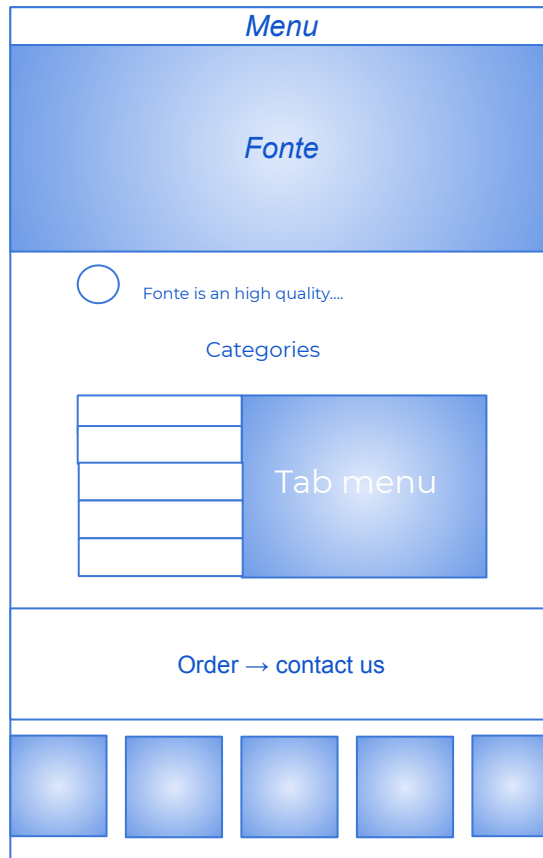 Menu
Fonte
Fonte is an high quality....
Categories
Tab menu
Order → contact us